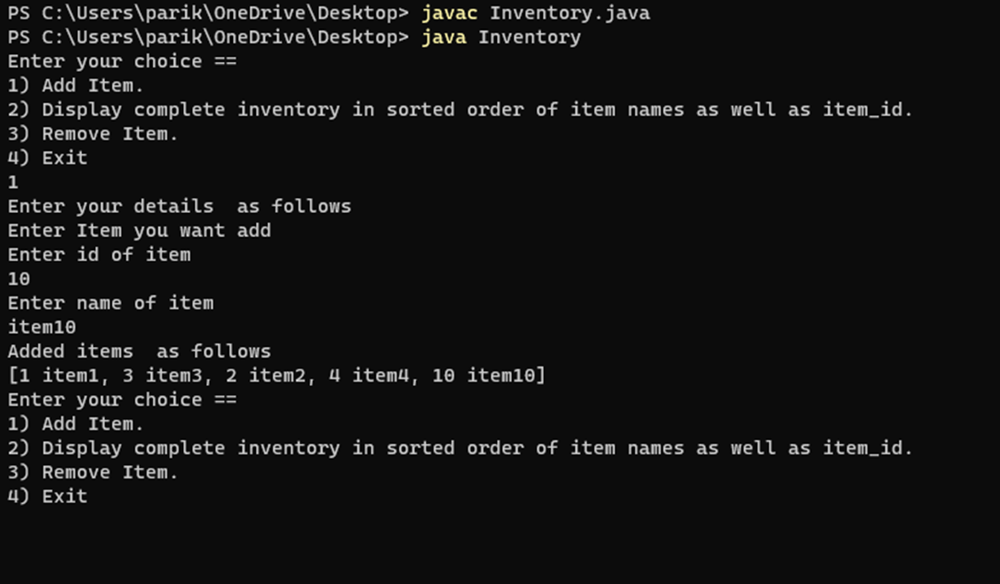 PS C:\Users\parik\OneDrive\Desktop> javac Inventory.java
PS C:\Users\parik\OneDrive\Desktop> java Inventory
Enter your choice ==
1) Add Item.
2) Display complete inventory in sorted order of item names as well as item_id.
3) Remove Item.
4) Exit
1
Enter your details  as follows
Enter Item you want add
Enter id of item
10
Enter name of item
item10
Added items  as follows
[1 item1, 3 item3, 2 item2, 4 item4, 10 item10]
Enter your choice ==
1) Add Item.
2) Display complete inventory in sorted order of item names as well as item_id.
3) Remove Item.
4) Exit